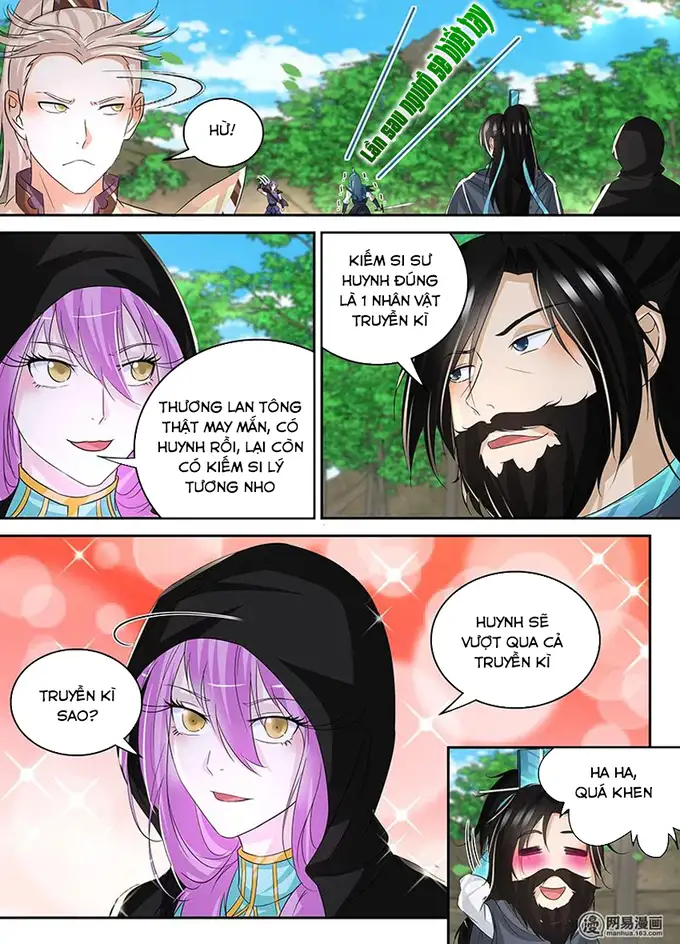 HỪ!
Lần sau ngươi sẽ biết tay
THƯƠNG LAN TÔNG
THẬT MAY MẮN, CÓ
HUYNH RỒI, LẠI CÒN
CÓ KIẾM SI LÝ
TƯƠNG NHO
KIẾM SI SƯ
HUYNH ĐÚNG
LÀ 1 NHÂN VẬT
TRUYỀN KÌ
TRUYỀN KÌ
SAO?
HUYNH SẼ
VƯỢT QUA CẢ
TRUYỀN KÌ
HA HA,
QUÁ KHEN
网易漫画
manhua.163.com